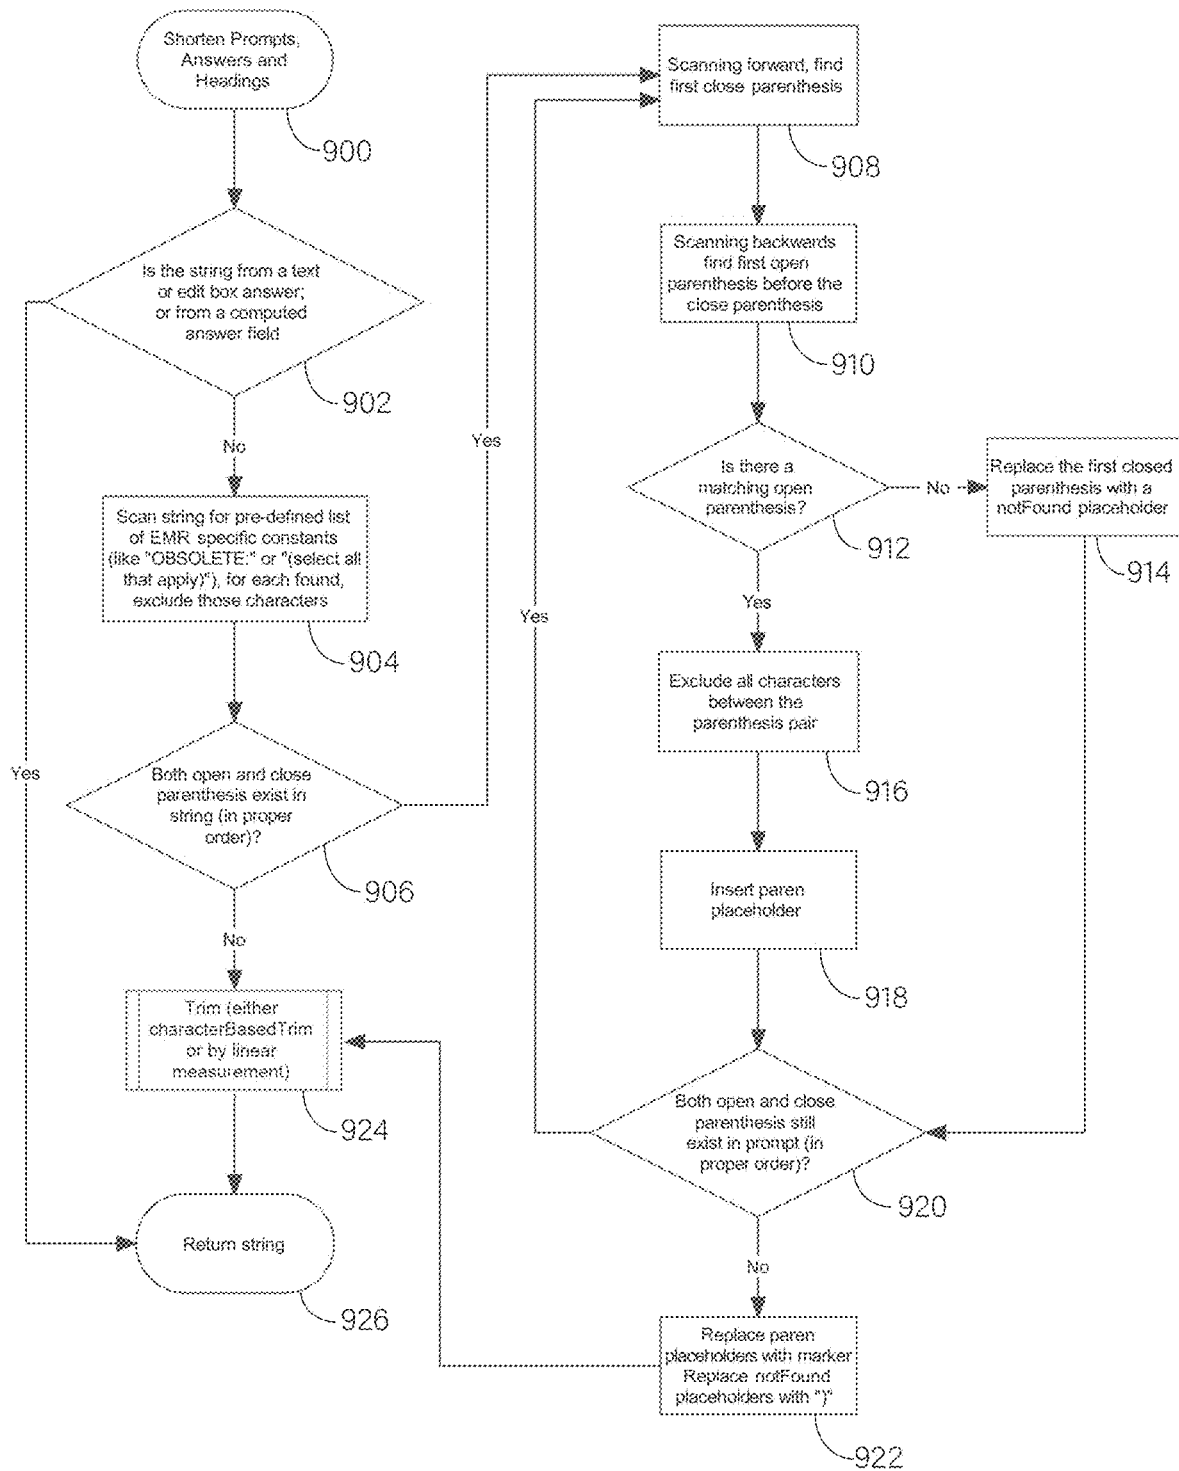 Shorten Prompts,
Answers and
Headings
900
Is the string from a text
or edit box answer;
or from a computed
answer field
902
Yes
No
Scan string for pre-defined list
of EMR specific constants
(like "OBSOLETE:" or "(select all
that apply)"), for each found,
exclude those characters
904
Both open and close
parenthesis exist in
string (in proper
order)?
906
Yes
No
Trim (either
characterBasedTrim
or by linear
measurement)
924
Return string
926
Scanning forward, find
first close parenthesis
908
Scanning backwards
find first open
parenthesis before the
close parenthesis
910
Is there a
matching open
parenthesis?
912
No
Replace the first closed
parenthesis with a
notFound placeholder
914
Yes
Exclude all characters
between the
parenthesis pair
916
Insert paren
placeholder
918
Both open and close
parenthesis still
exist in prompt (in
proper order)?
920
Yes
No
Replace paren
placeholders with marker
Replace notFound
placeholders with ")"
922